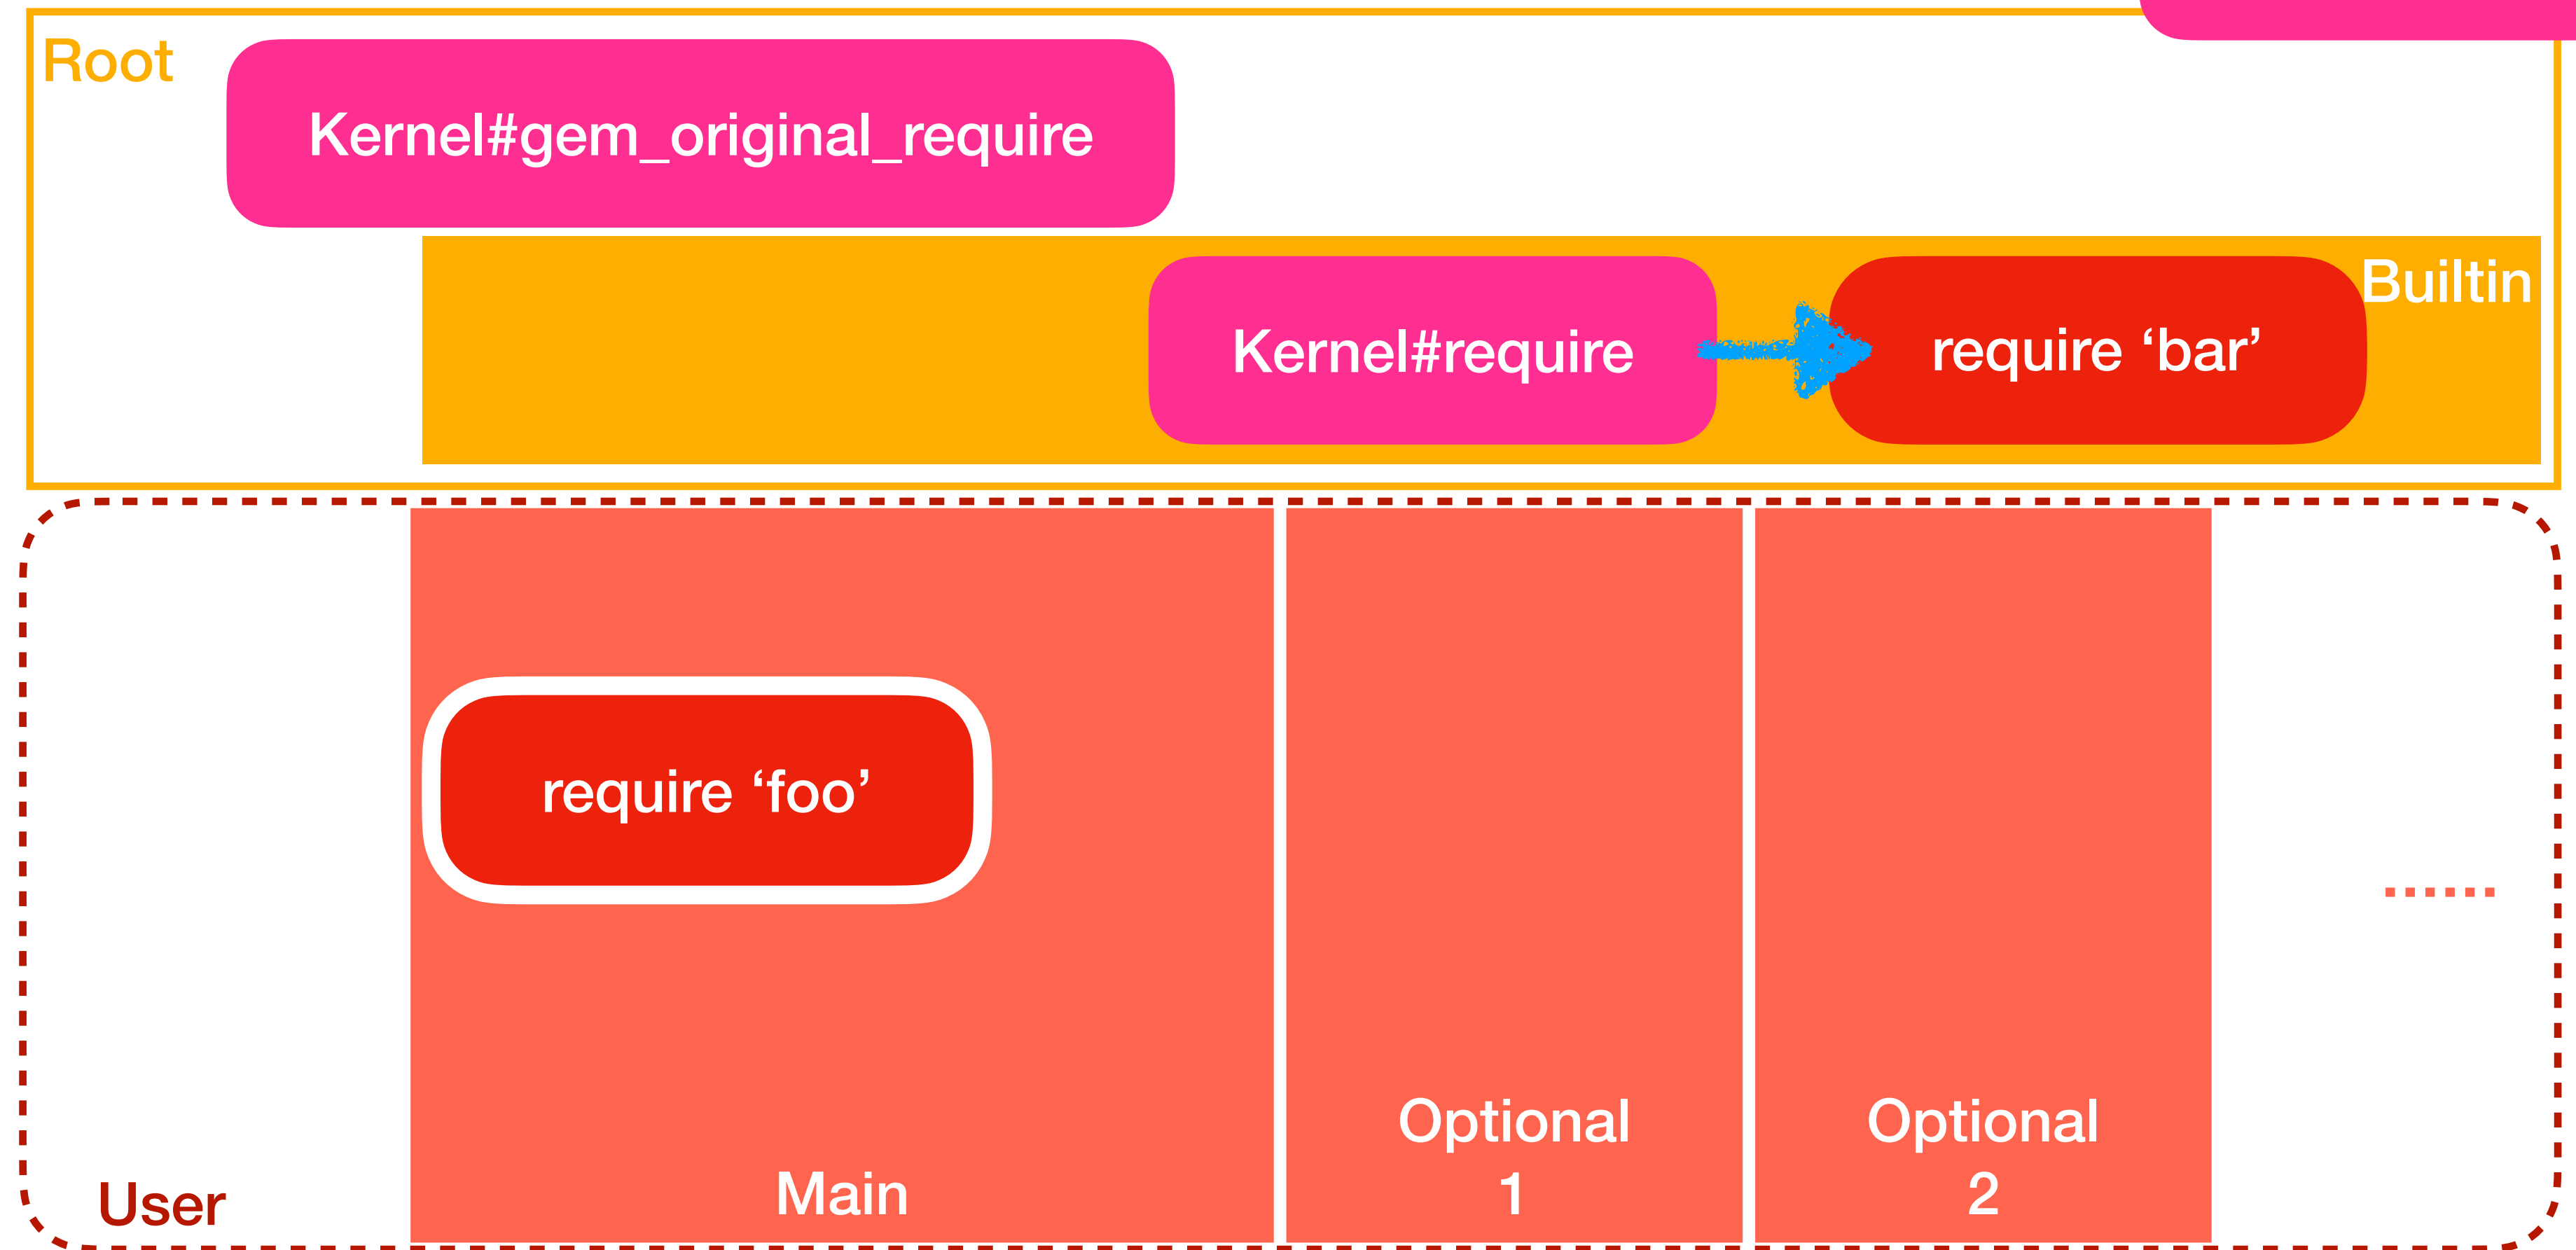 Root
Kernel#gem_original_require
Builtin
Kernel#require
require ‘bar’
require ‘foo’
Optional
1
Optional
2
Main
User
......